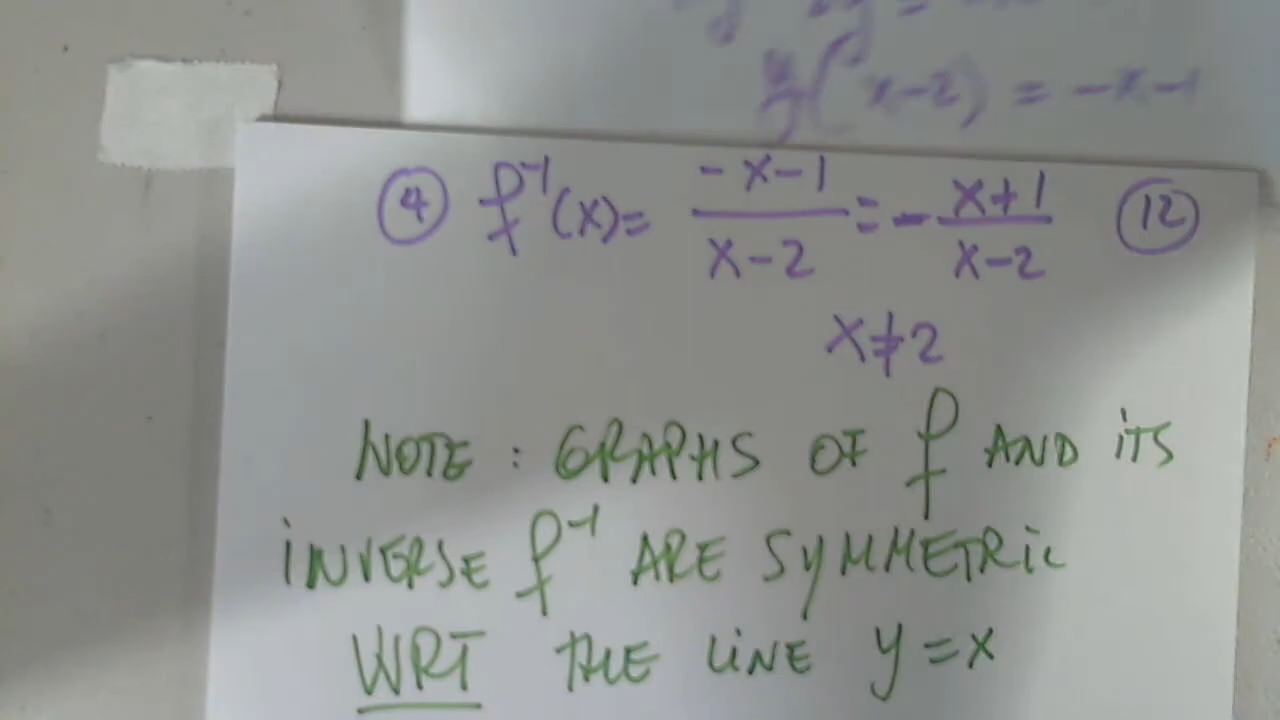 y(x-2) = -x-1
④ f⁻¹(x) = (-x-1)/(x-2) = -(x+1)/(x-2) ⑫
x≠2
NOTE: GRAPHS OF f AND iTS
iNVERSE f⁻¹ ARE SYMMETRiC
WRT THE LiNE y=x